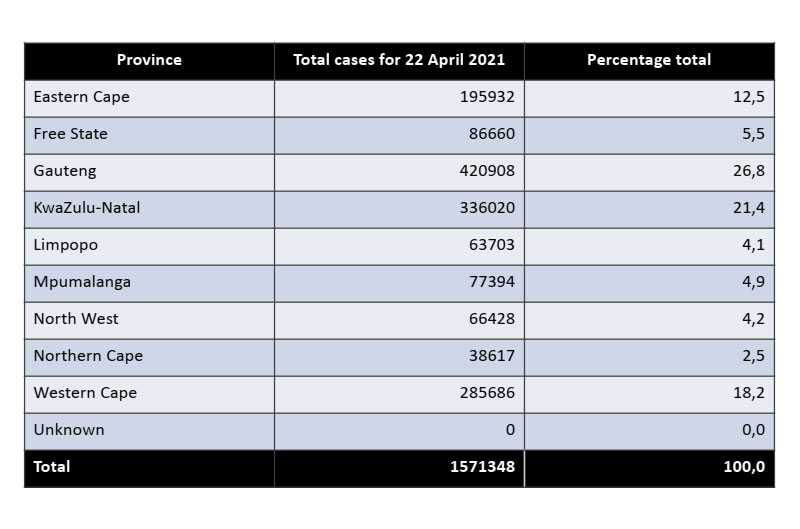 Province Total cases for 22 April 2021 Percentage total
Eastern Cape 195932 12,5
Free State 86660 5,5
Gauteng 420908 26,8
KwaZulu-Natal 336020 21,4
Limpopo 63703 4,1
Mpumalanga 77394 4,9
North West 66428 4,2
Northern Cape 38617 2,5
Western Cape 285686 18,2
Unknown 0 0,0
Total 1571348 100,0